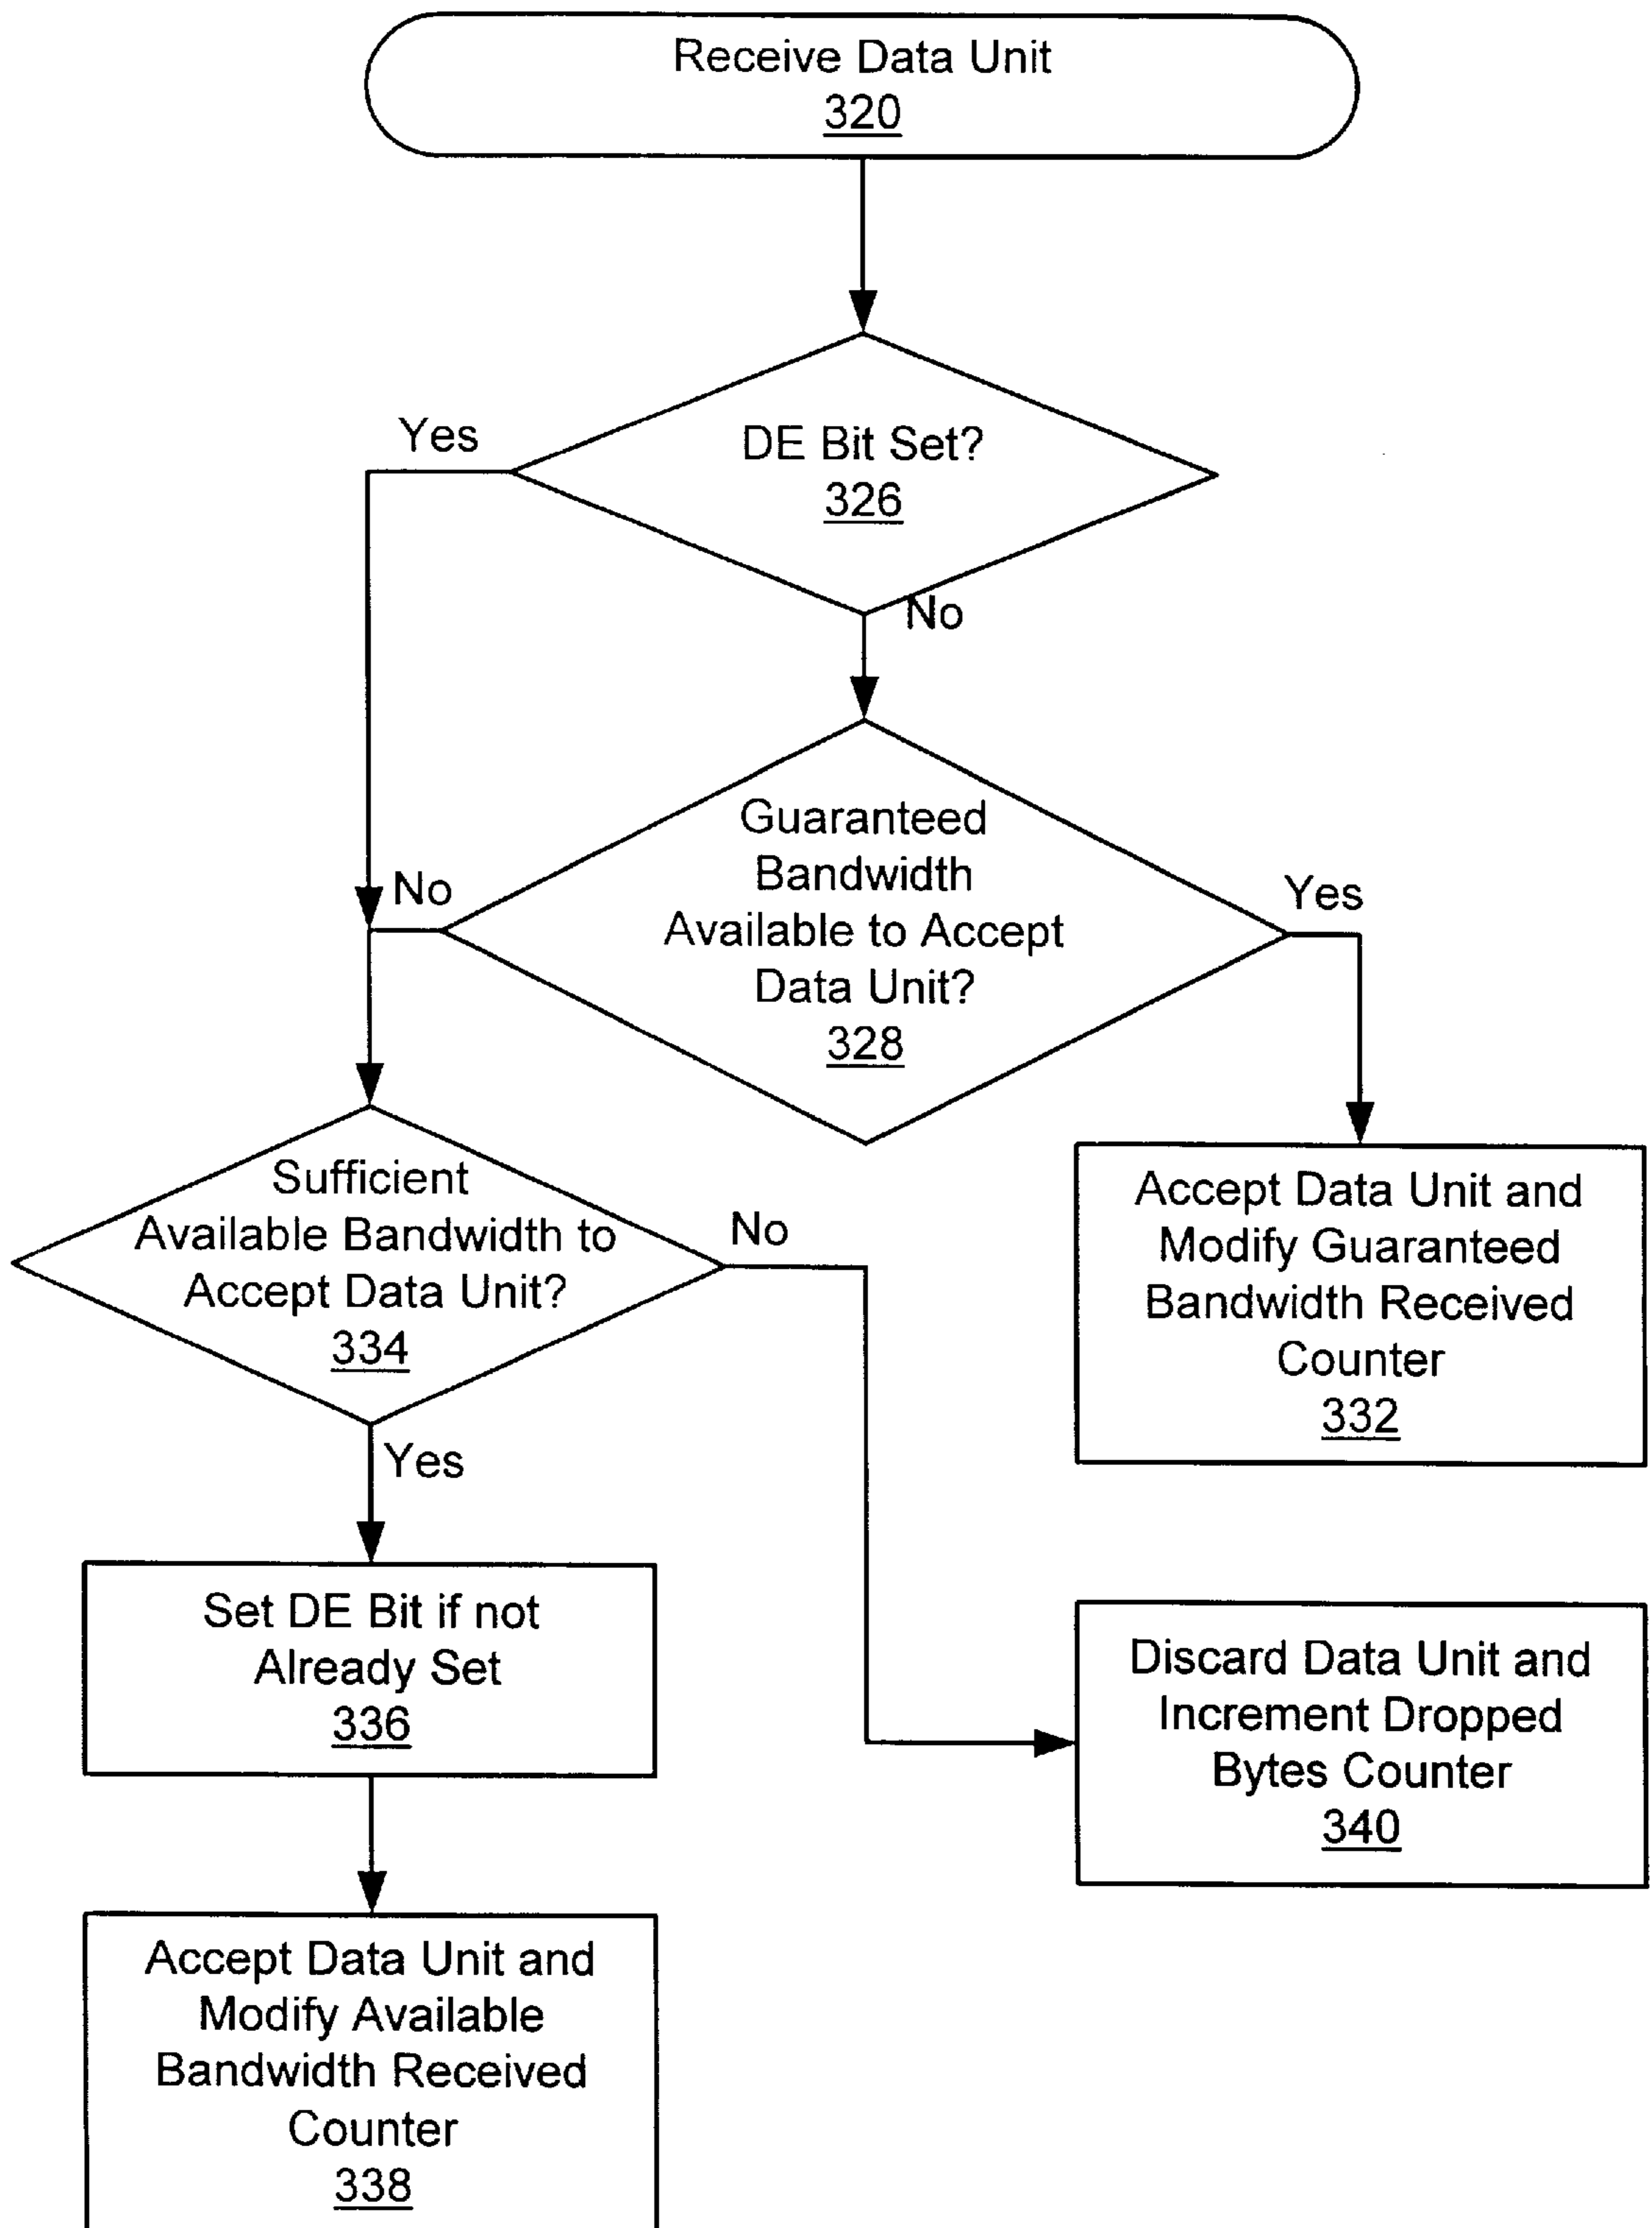 Receive Data Unit
320
Yes
DE Bit Set?
326
No
Guaranteed
Bandwidth
Available to Accept
Data Unit?
328
No
Yes
Sufficient
Available Bandwidth to
Accept Data Unit?
334
No
Accept Data Unit and
Modify Guaranteed
Bandwidth Received
Counter
332
Yes
Set DE Bit if not
Already Set
336
Discard Data Unit and
Increment Dropped
Bytes Counter
340
Accept Data Unit and
Modify Available
Bandwidth Received
Counter
338